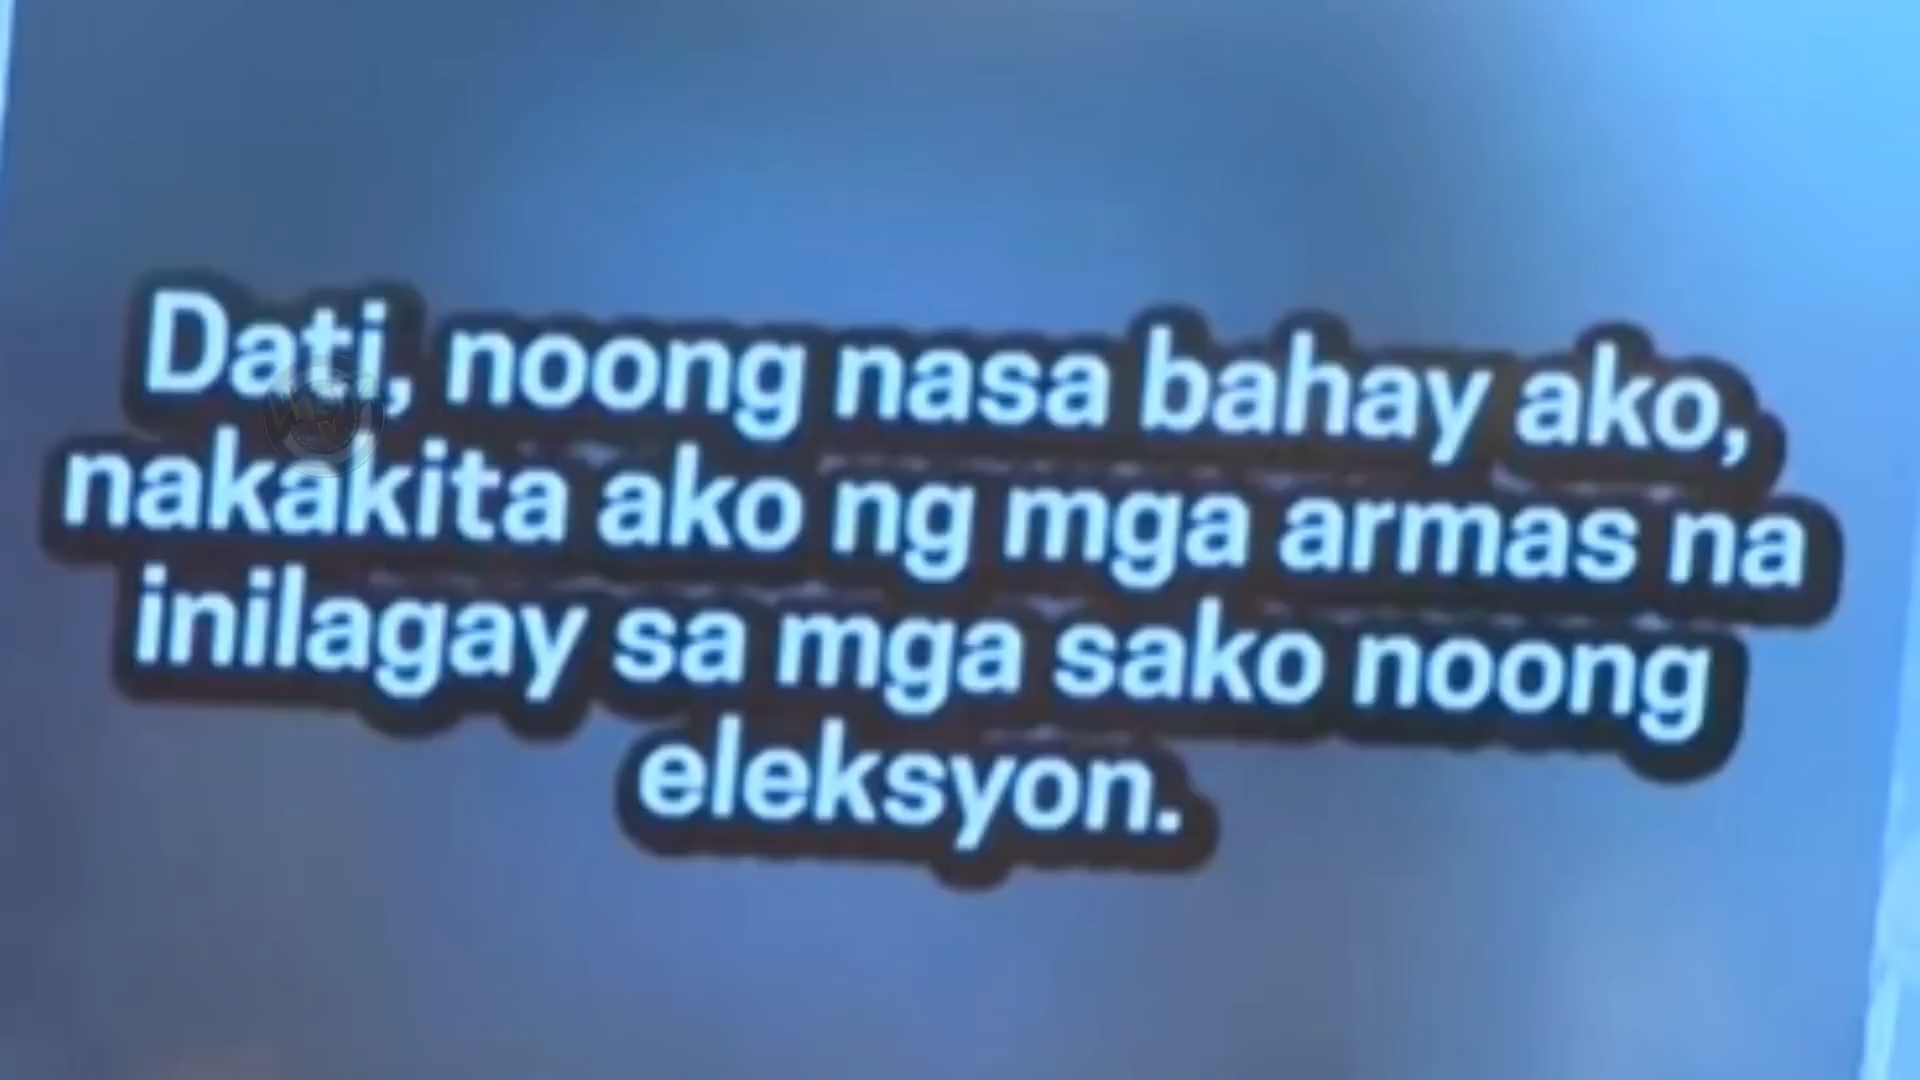 Dati, noong nasa bahay ako,
nakakita ako ng mga armas na
inilagay sa mga sako noong
eleksyon.